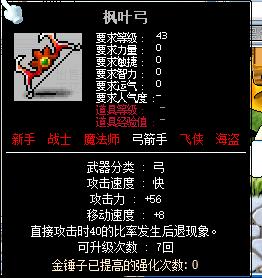 枫叶弓
要求等级： 43
要求力量： 0
要求敏捷： 0
要求智力： 0
要求运气： 0
要求人气度： -
道具等级： -
道具经验值： -
新手 战士 魔法师 弓箭手 飞侠 海盗
武器分类 : 弓
攻击速度 : 快
攻击力 : +56
移动速度 : +8
直接攻击时40的比率发生后退现象。
可升级次数 : 7回
金锤子已提高的强化次数: 0